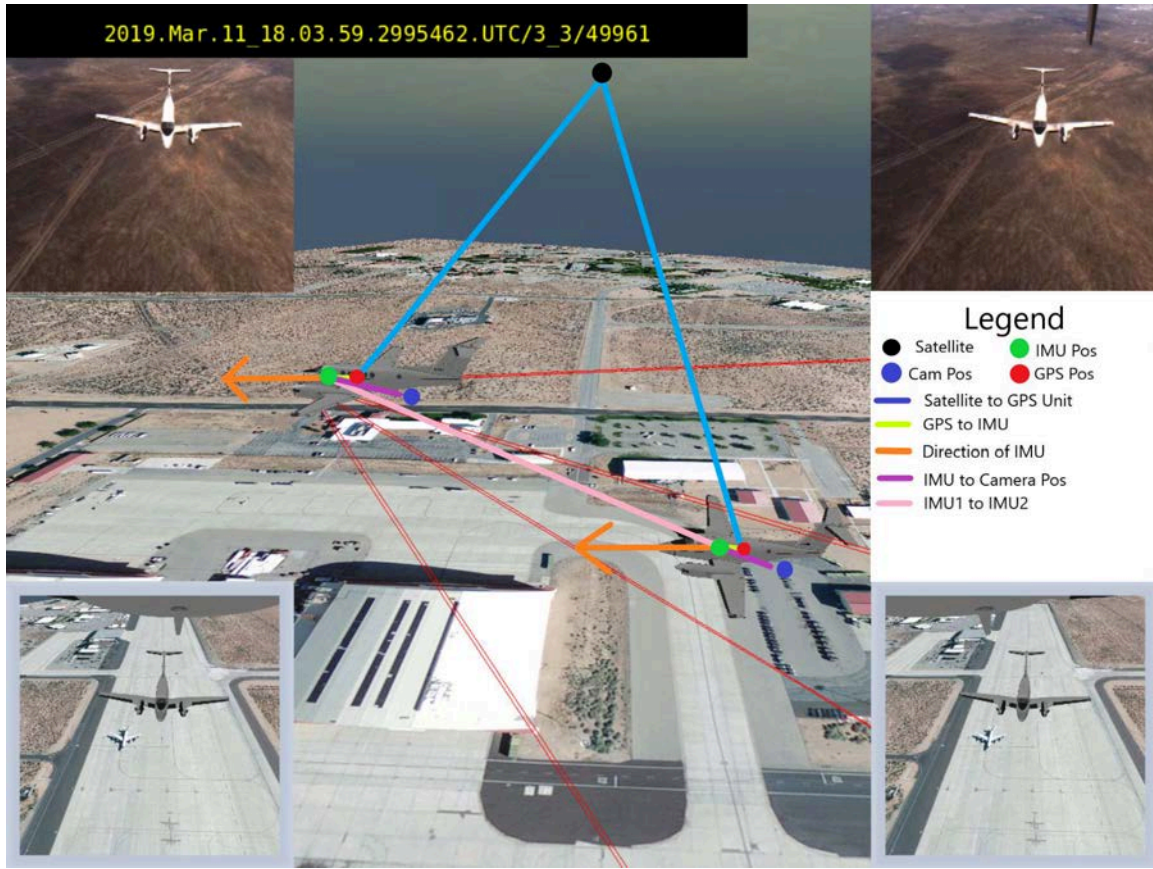 2019.Mar.11_18.03.59.2995462.UTC/3_3/49961
Legend
Satellite
IMU Pos
Cam Pos
GPS Pos
Satellite to GPS Unit
GPS to IMU
Direction of IMU
IMU to Camera Pos
IMU1 to IMU2